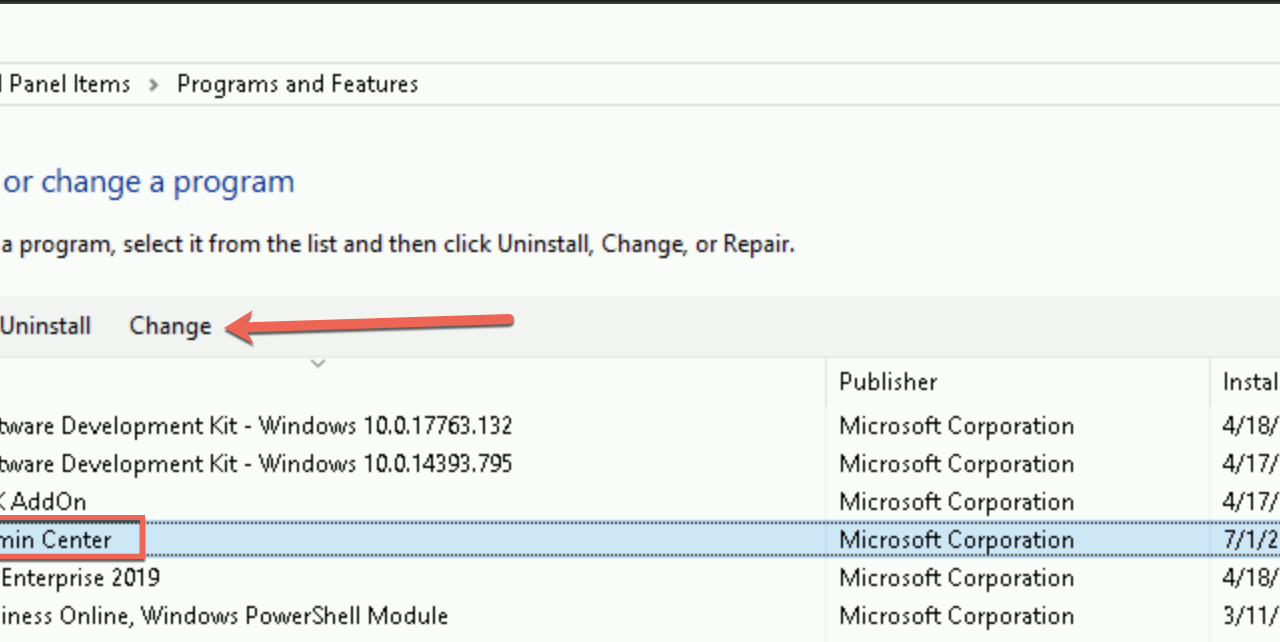 Panel Items > Programs and Features
or change a program
a program, select it from the list and then click Uninstall, Change, or Repair.
Uninstall Change
Publisher Instal
tware Development Kit - Windows 10.0.17763.132 Microsoft Corporation 4/18/
tware Development Kit - Windows 10.0.14393.795 Microsoft Corporation 4/17/
K AddOn Microsoft Corporation 4/17/
min Center Microsoft Corporation 7/1/2
Enterprise 2019 Microsoft Corporation 4/18/
iness Online, Windows PowerShell Module Microsoft Corporation 3/11/